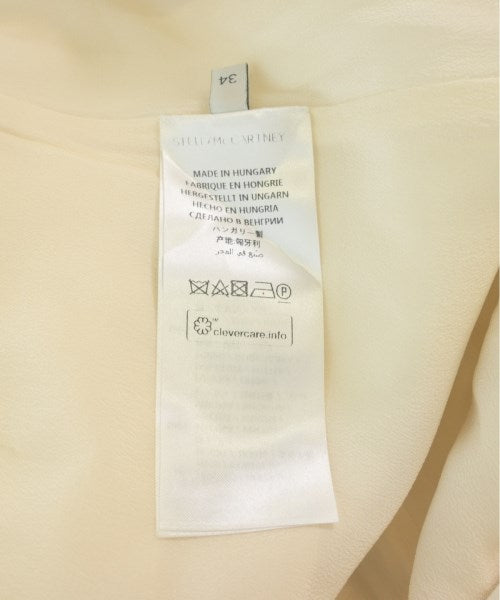 34
STELLA McCARTNEY
MADE IN HUNGARY
FABRIQUE EN HONGRIE
HERGESTELLT IN UNGARN
HECHO EN HUNGRIA
СДЕЛАНО В ВЕНГРИИ
ハンガリー製
产地:匈牙利
صنع في المجر
P
clevercare.info